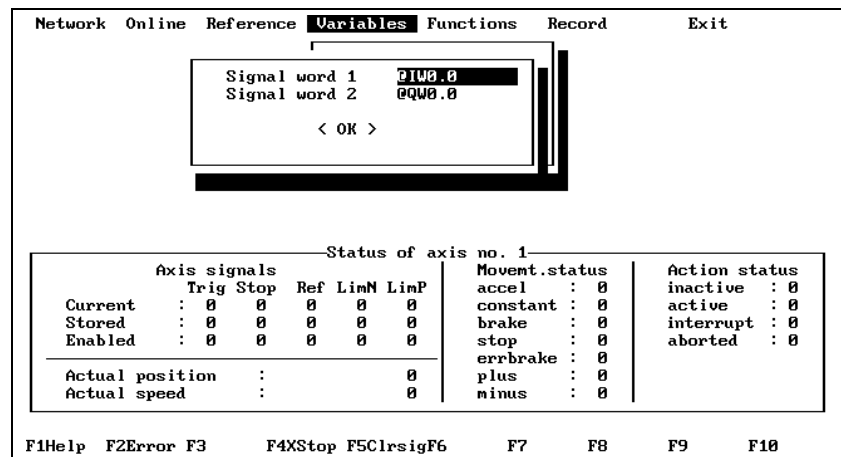 Network Online Reference Variables Functions Record Exit
Signal word 1 @IW0.0
Signal word 2 @QW0.0
< OK >
Status of axis no. 1
Axis signals Movemt.status Action status
Trig Stop Ref LimN LimP accel : 0 inactive : 0
Current : 0 0 0 0 0 constant : 0 active : 0
Stored : 0 0 0 0 0 brake : 0 interrupt : 0
Enabled : 0 0 0 0 0 stop : 0 aborted : 0
errbrake : 0
Actual position : 0 plus : 0
Actual speed : 0 minus : 0
F1Help F2Error F3 F4XStop F5ClrsigF6 F7 F8 F9 F10